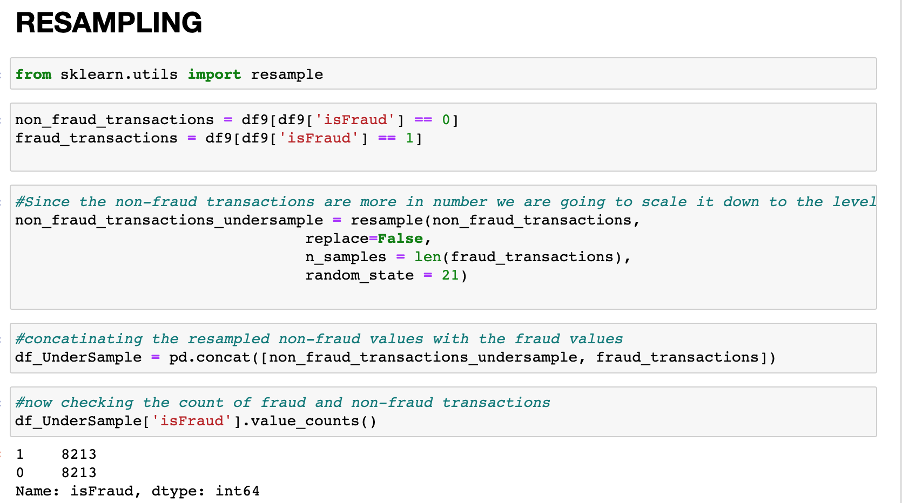 RESAMPLING
from sklearn.utils import resample
non_fraud_transactions = df9[df9['isFraud'] == 0]
fraud_transactions = df9[df9['isFraud'] == 1]
#Since the non-fraud transactions are more in number we are going to scale it down to the level
non_fraud_transactions_undersample = resample(non_fraud_transactions,
replace=False,
n_samples = len(fraud_transactions),
random_state = 21)
#concatinating the resampled non-fraud values with the fraud values
df_UnderSample = pd.concat([non_fraud_transactions_undersample, fraud_transactions])
#now checking the count of fraud and non-fraud transactions
df_UnderSample['isFraud'].value_counts()
1    8213
0    8213
Name: isFraud, dtype: int64